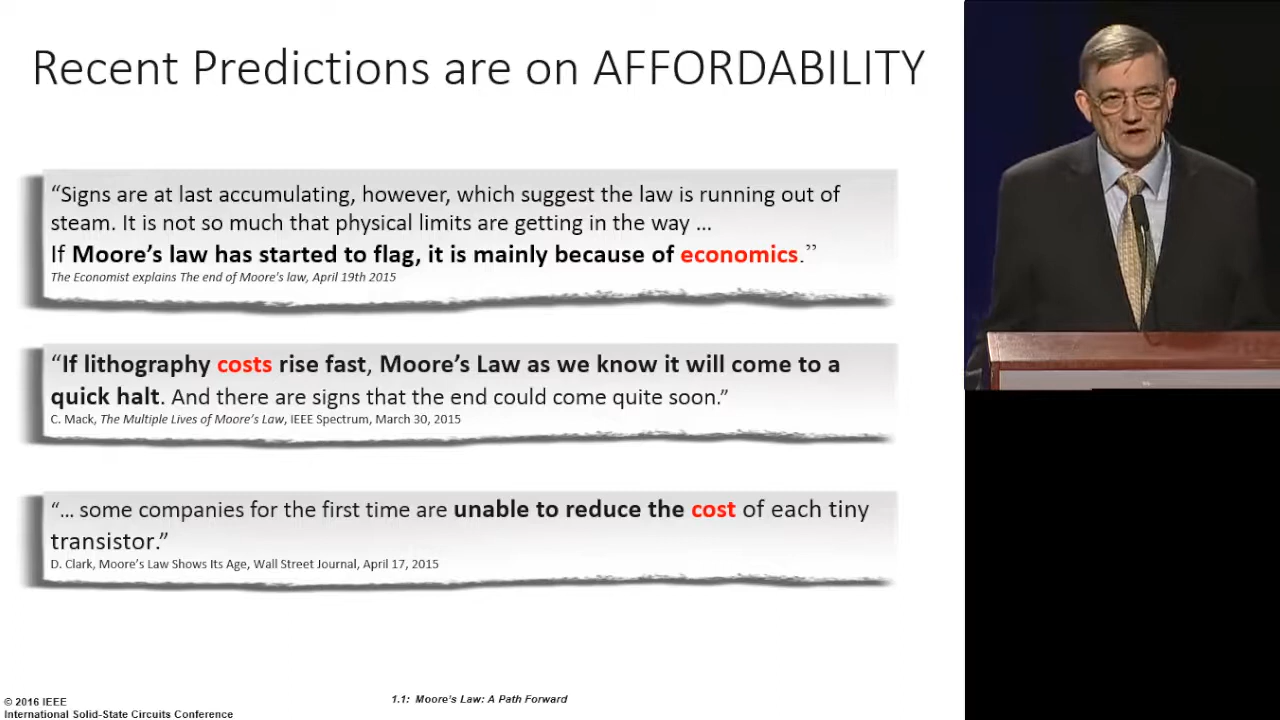 Recent Predictions are on AFFORDABILITY
“Signs are at last accumulating, however, which suggest the law is running out of
steam. It is not so much that physical limits are getting in the way ...
If Moore’s law has started to flag, it is mainly because of economics.”
The Economist explains The end of Moore's law, April 19th 2015
“If lithography costs rise fast, Moore’s Law as we know it will come to a
quick halt. And there are signs that the end could come quite soon.”
C. Mack, The Multiple Lives of Moore’s Law, IEEE Spectrum, March 30, 2015
“... some companies for the first time are unable to reduce the cost of each tiny
transistor.”
D. Clark, Moore’s Law Shows Its Age, Wall Street Journal, April 17, 2015
© 2016 IEEE
International Solid-State Circuits Conference
1.1: Moore’s Law: A Path Forward